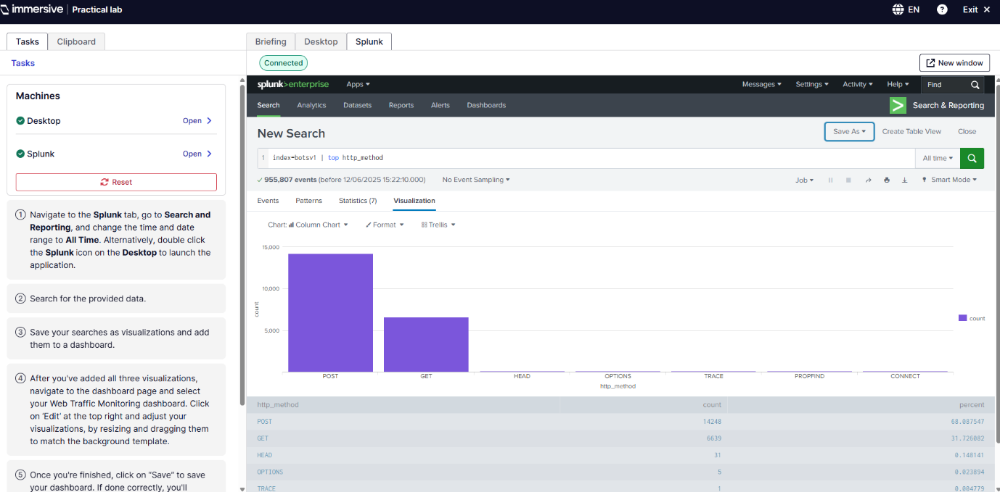 immersive | Practical lab
EN
?
Exit ×
Tasks
Clipboard
Tasks
Machines
Desktop
Open >
Splunk
Open >
Reset
1 Navigate to the Splunk tab, go to Search and
Reporting, and change the time and date
range to All Time. Alternatively, double click
the Splunk icon on the Desktop to launch the
application.
2 Search for the provided data.
3 Save your searches as visualizations and add
them to a dashboard.
4 After you've added all three visualizations,
navigate to the dashboard page and select
your Web Traffic Monitoring dashboard. Click
on ‘Edit’ at the top right and adjust your
visualizations, by resizing and dragging them
to match the background template.
5 Once you're finished, click on “Save” to save
your dashboard. If done correctly, you'll
Briefing
Desktop
Splunk
Connected
New window
splunk>enterprise
Apps
Messages
Settings
Activity
Help
Find
Search
Analytics
Datasets
Reports
Alerts
Dashboards
> Search & Reporting
New Search
Save As
Create Table View
Close
1 index=botsv1 | top http_method
All time
955,807 events (before 12/06/2025 15:22:10.000)
No Event Sampling
Job
Smart Mode
Events
Patterns
Statistics (7)
Visualization
Chart: Column Chart
Format
Trellis
15,000
10,000
5,000
count
POST GET HEAD OPTIONS TRACE PROPFIND CONNECT
http_method
count
http_method count percent
POST 14248 68.087547
GET 6639 31.726082
HEAD 31 0.148141
OPTIONS 5 0.023894
TRACE 1 0.004779